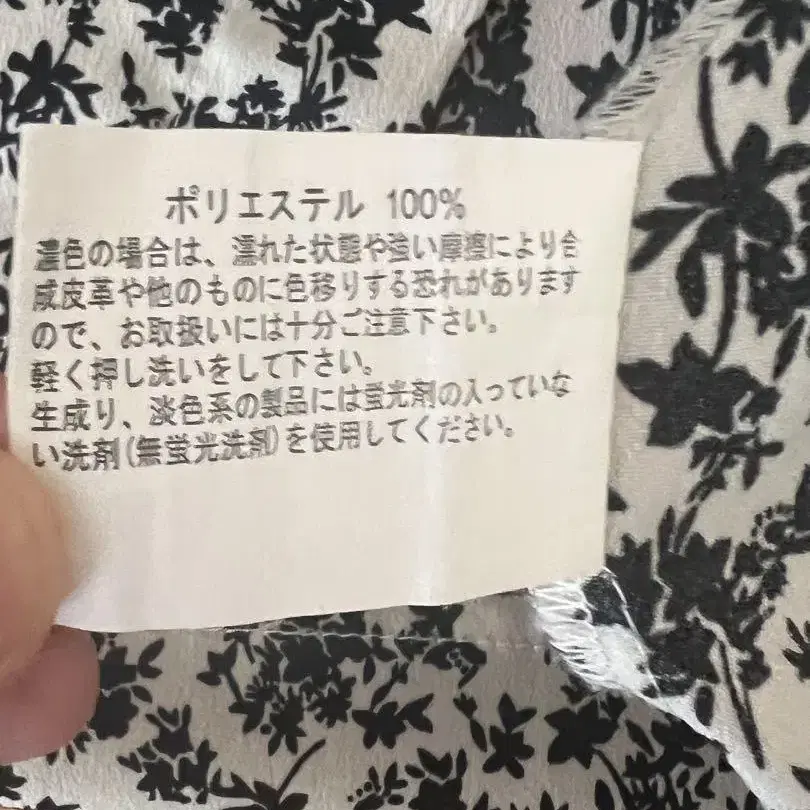 ポリエステル 100%
濃色の場合は、濡れた状態や強い摩擦により合
成皮革や他のものに色移りする恐れがあります
ので、お取扱いには十分ご注意下さい。
軽く押し洗いをして下さい。
生成り、淡色系の製品には蛍光剤の入っていな
い洗剤(無蛍光洗剤)を使用してください。